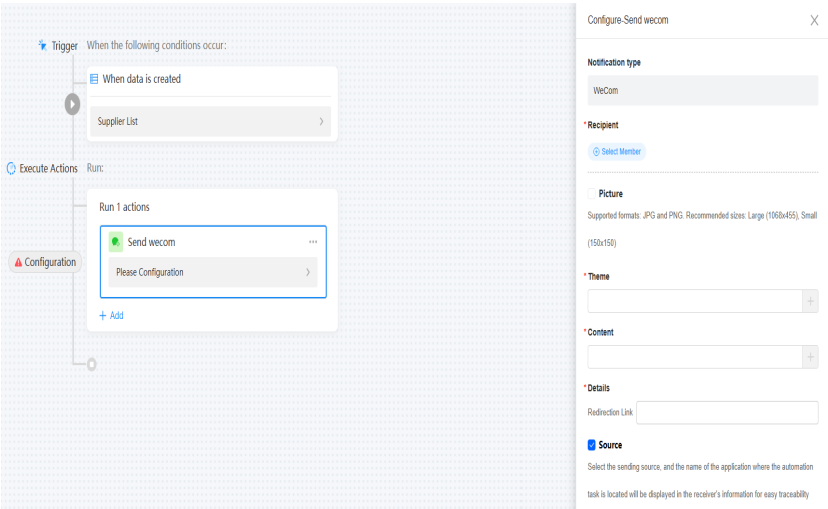 Trigger When the following conditions occur:
When data is created
Supplier List
Execute Actions Run:
Run 1 actions
Send wecom
Configuration
Please Configuration
+ Add
Configure-Send wecom
Notification type
WeCom
* Recipient
Select Member
Picture
Supported formats: JPG and PNG. Recommended sizes: Large (1068x455), Small
(150x150)
* Theme
* Content
* Details
Redirection Link
Source
Select the sending source, and the name of the application where the automation
task is located will be displayed in the receiver's information for easy traceability